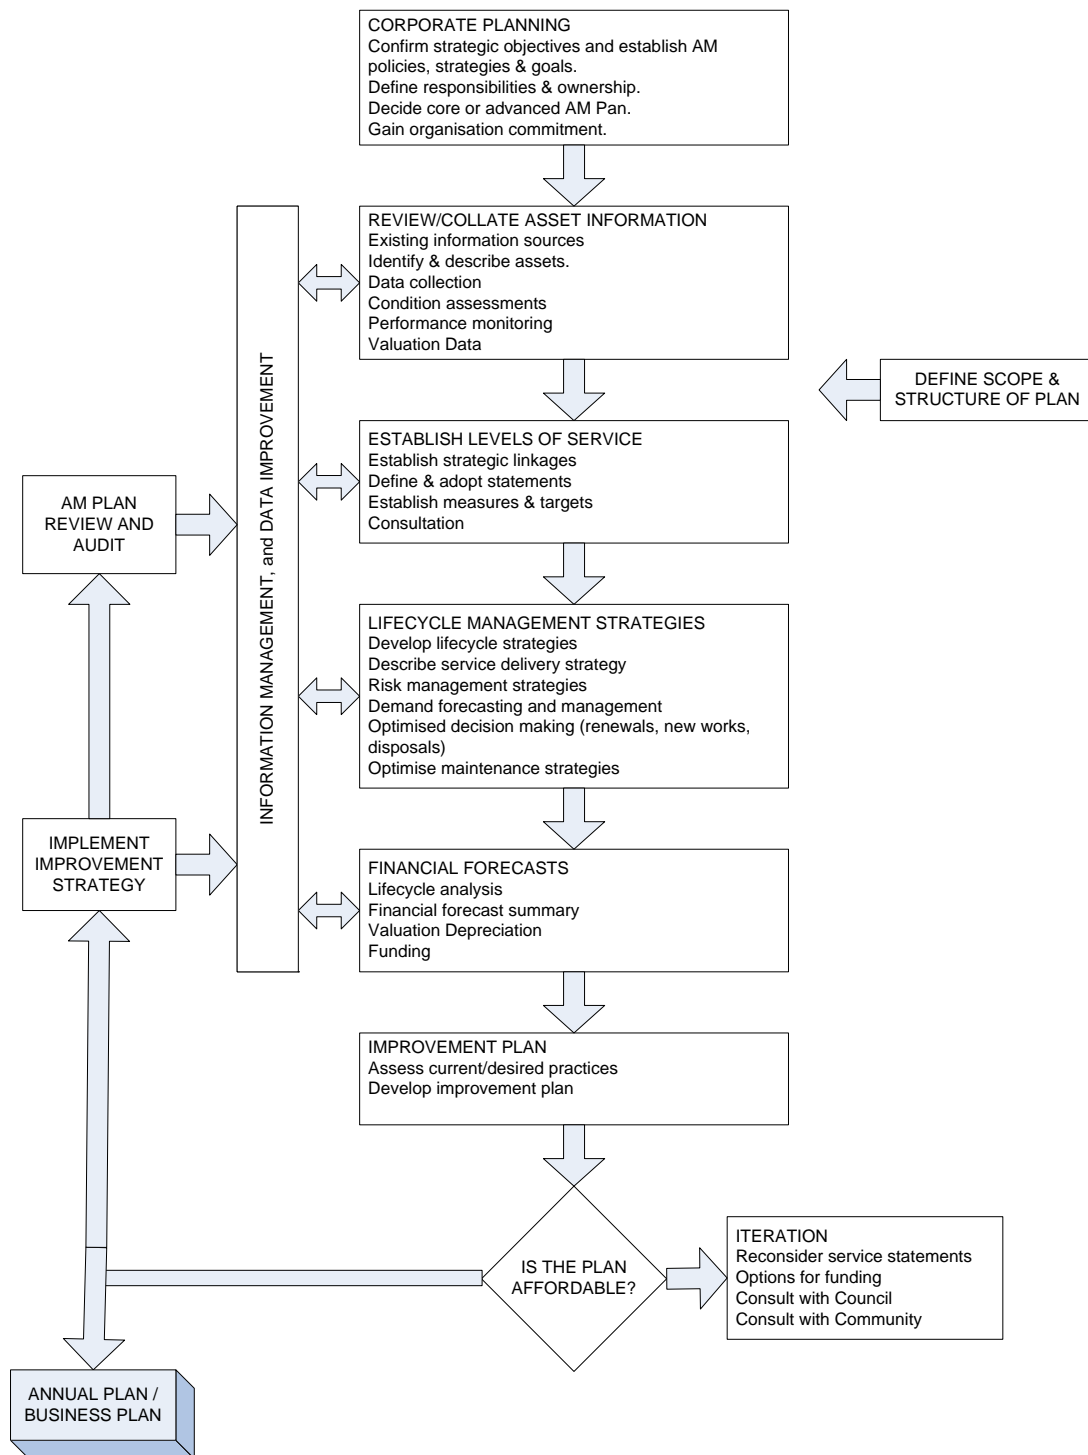 CORPORATE PLANNING
Confirm strategic objectives and establish AM
policies, strategies & goals.
Define responsibilities & ownership.
Decide core or advanced AM Pan.
Gain organisation commitment.
REVIEW/COLLATE ASSET INFORMATION
Existing information sources
Identify & describe assets.
Data collection
Condition assessments
Performance monitoring
Valuation Data
DEFINE SCOPE &
STRUCTURE OF PLAN
INFORMATION MANAGEMENT, and DATA IMPROVEMENT
ESTABLISH LEVELS OF SERVICE
Establish strategic linkages
Define & adopt statements
Establish measures & targets
Consultation
AM PLAN
REVIEW AND
AUDIT
LIFECYCLE MANAGEMENT STRATEGIES
Develop lifecycle strategies
Describe service delivery strategy
Risk management strategies
Demand forecasting and management
Optimised decision making (renewals, new works,
disposals)
Optimise maintenance strategies
IMPLEMENT
IMPROVEMENT
STRATEGY
FINANCIAL FORECASTS
Lifecycle analysis
Financial forecast summary
Valuation Depreciation
Funding
IMPROVEMENT PLAN
Assess current/desired practices
Develop improvement plan
IS THE PLAN
AFFORDABLE?
ITERATION
Reconsider service statements
Options for funding
Consult with Council
Consult with Community
ANNUAL PLAN /
BUSINESS PLAN